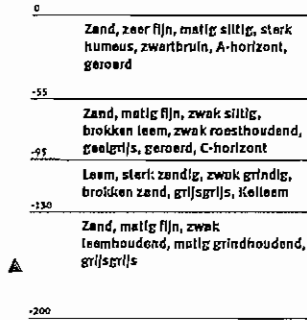 0
Zand, zeer fijn, matig siltig, sterk
humeus, zwartbruin, A-horizont,
geroerd
-55
Zand, matig fijn, zwak siltig,
brokken leem, zwak roesthoudend,
geelgrijs, geroerd, C-horizont
-95
Leem, sterk zandig, zwak grindig,
brokken zand, grijsgrijs, Keileem
-130
Zand, matig fijn, zwak
leemhoudend, matig grindhoudend,
grijsgrijs
-200